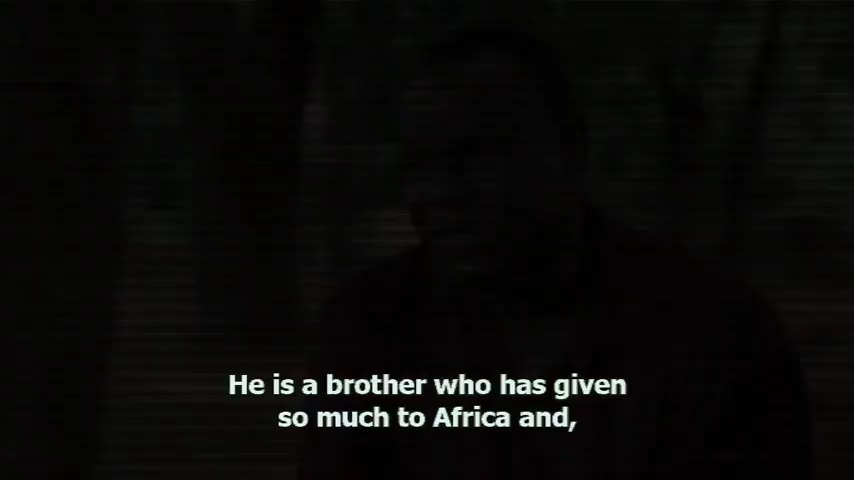 He is a brother who has given
so much to Africa and,